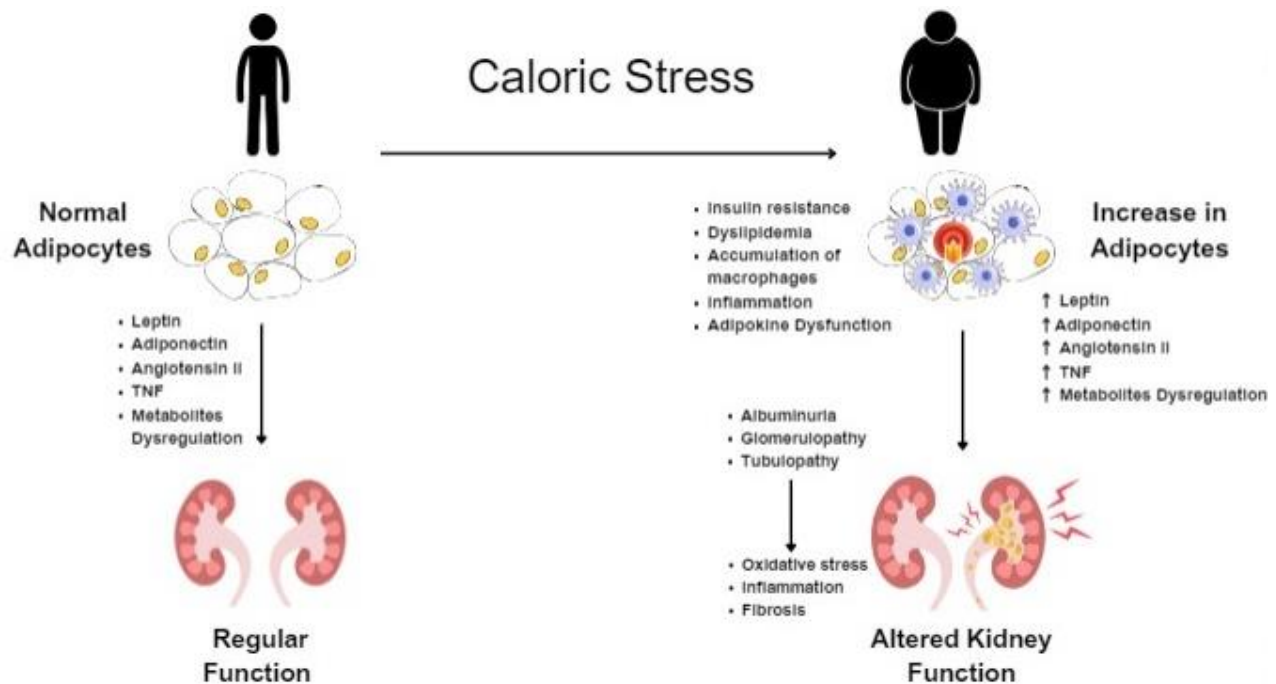 Caloric Stress
Normal
Adipocytes
• Leptin
• Adiponectin
• Angiotensin II
• TNF
• Metabolites
Dysregulation
Regular
Function
• Insulin resistance
• Dyslipidemia
• Accumulation of
macrophages
• Inflammation
• Adipokine Dysfunction
Increase in
Adipocytes
↑ Leptin
↑ Adiponectin
↑ Angiotensin II
↑ TNF
↑ Metabolites Dysregulation
• Albuminuria
• Glomerulopathy
• Tubulopathy
• Oxidative stress
• Inflammation
• Fibrosis
Altered Kidney
Function